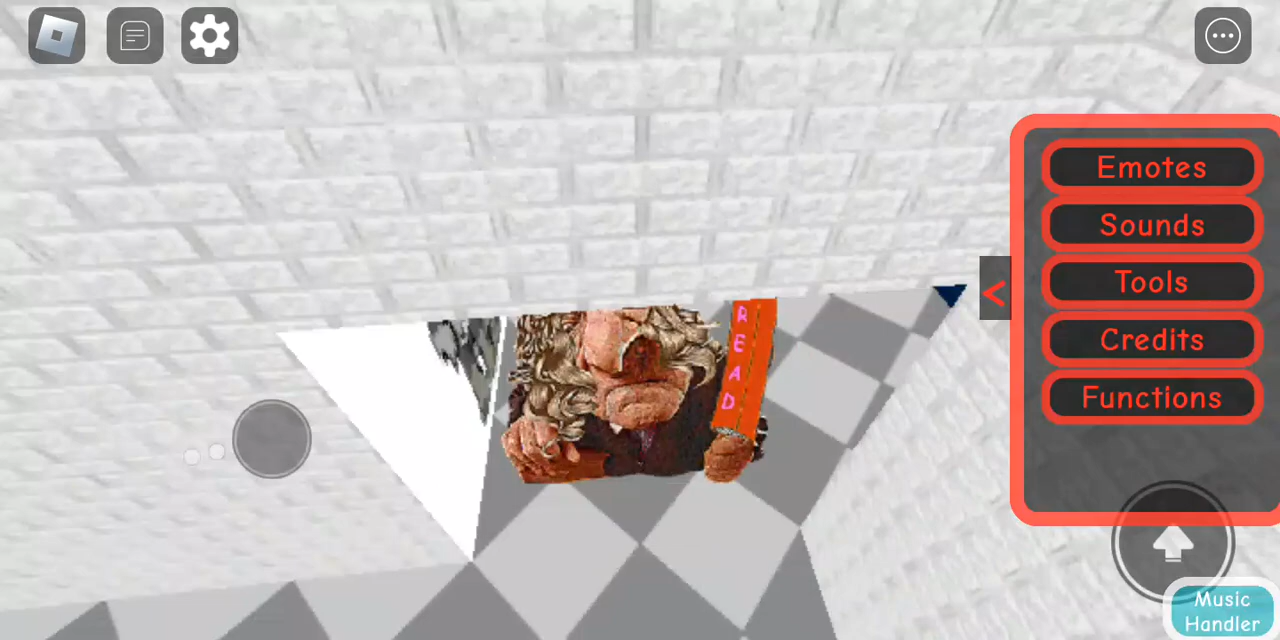 Emotes
Sounds
Tools
Credits
Functions
<
READ
Music
Handler